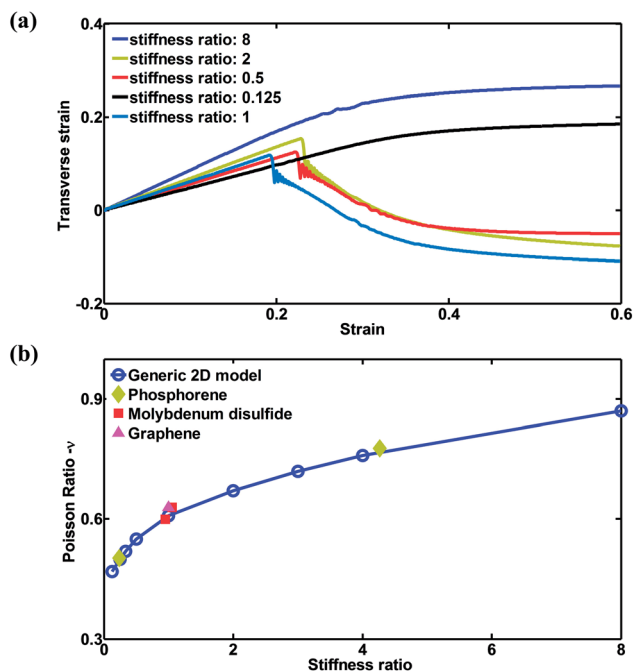 (a)
0.4
0.2
0
-0.2
Transverse strain
stiffness ratio: 8
stiffness ratio: 2
stiffness ratio: 0.5
stiffness ratio: 0.125
stiffness ratio: 1
0 0.2 0.4 0.6
Strain
(b)
0.9
0.6
0.3
Poisson Ratio -ν
Generic 2D model
Phosphorene
Molybdenum disulfide
Graphene
0 2 4 6 8
Stiffness ratio